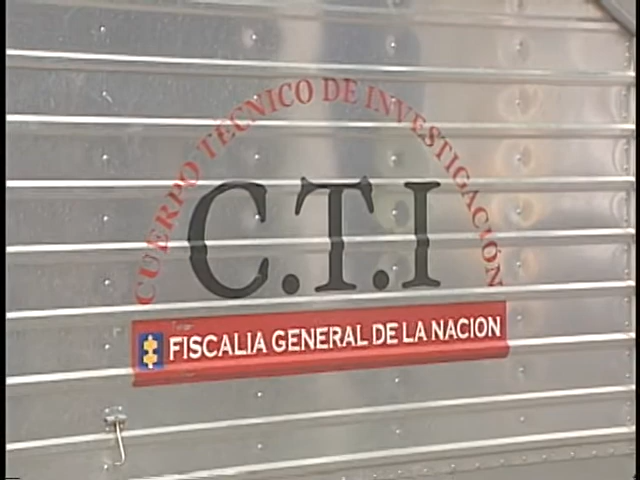 CUERPO TÉCNICO DE INVESTIGACIÓN
C.T.I
FISCALIA GENERAL DE LA NACION